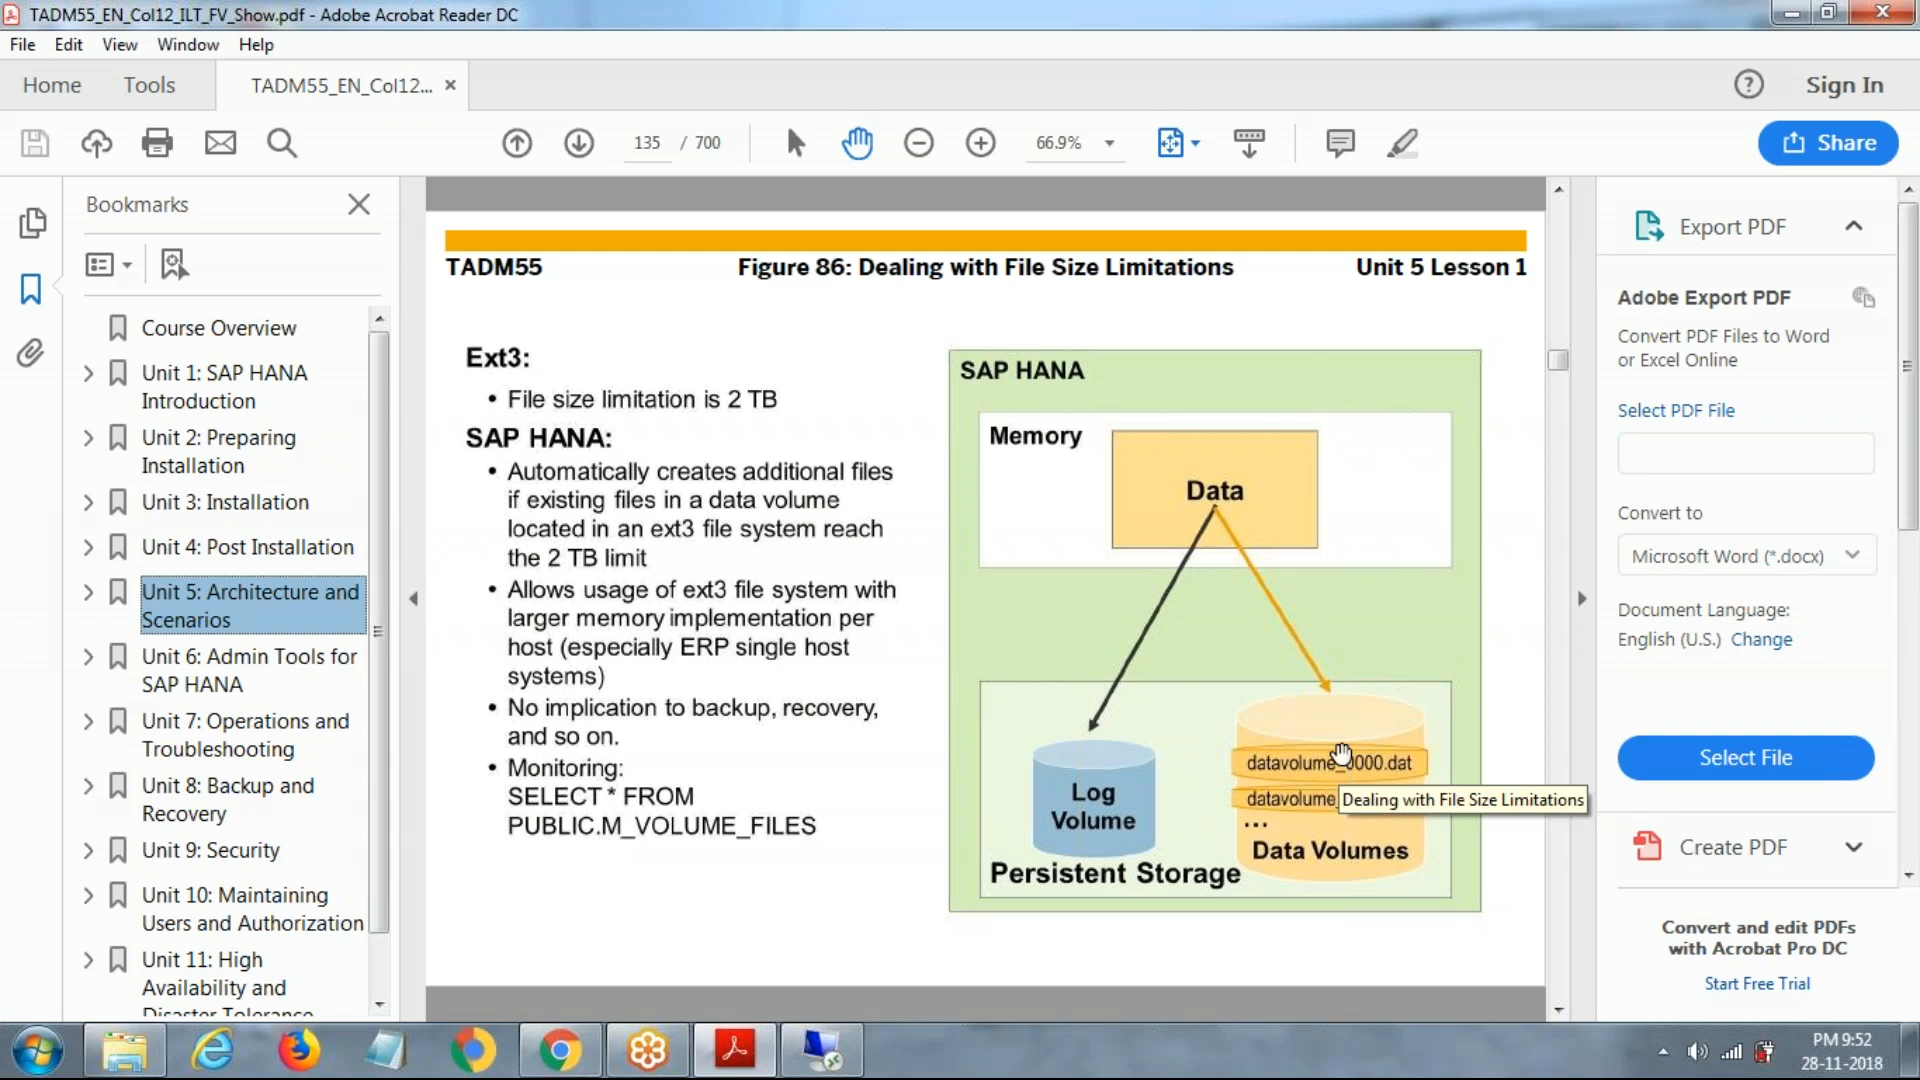 TADM55_EN_Col12_ILT_FV_Show.pdf - Adobe Acrobat Reader DC
File Edit View Window Help
Home Tools TADM55_EN_Col12... ×
Sign In
135 / 700
66.9%
Share
Bookmarks
Course Overview
Unit 1: SAP HANA
Introduction
Unit 2: Preparing
Installation
Unit 3: Installation
Unit 4: Post Installation
Unit 5: Architecture and
Scenarios
Unit 6: Admin Tools for
SAP HANA
Unit 7: Operations and
Troubleshooting
Unit 8: Backup and
Recovery
Unit 9: Security
Unit 10: Maintaining
Users and Authorization
Unit 11: High
Availability and
Disaster Tolerance
TADM55 Figure 86: Dealing with File Size Limitations Unit 5 Lesson 1
Ext3:
• File size limitation is 2 TB
SAP HANA:
• Automatically creates additional files
if existing files in a data volume
located in an ext3 file system reach
the 2 TB limit
• Allows usage of ext3 file system with
larger memory implementation per
host (especially ERP single host
systems)
• No implication to backup, recovery,
and so on.
• Monitoring:
SELECT * FROM
PUBLIC.M_VOLUME_FILES
SAP HANA
Memory
Data
Log
Volume
datavolume_0000.dat
datavolume_
...
Data Volumes
Persistent Storage
Dealing with File Size Limitations
Export PDF
Adobe Export PDF
Convert PDF Files to Word
or Excel Online
Select PDF File
Convert to
Microsoft Word (*.docx)
Document Language:
English (U.S.) Change
Select File
Create PDF
Convert and edit PDFs
with Acrobat Pro DC
Start Free Trial
PM 9:52
28-11-2018